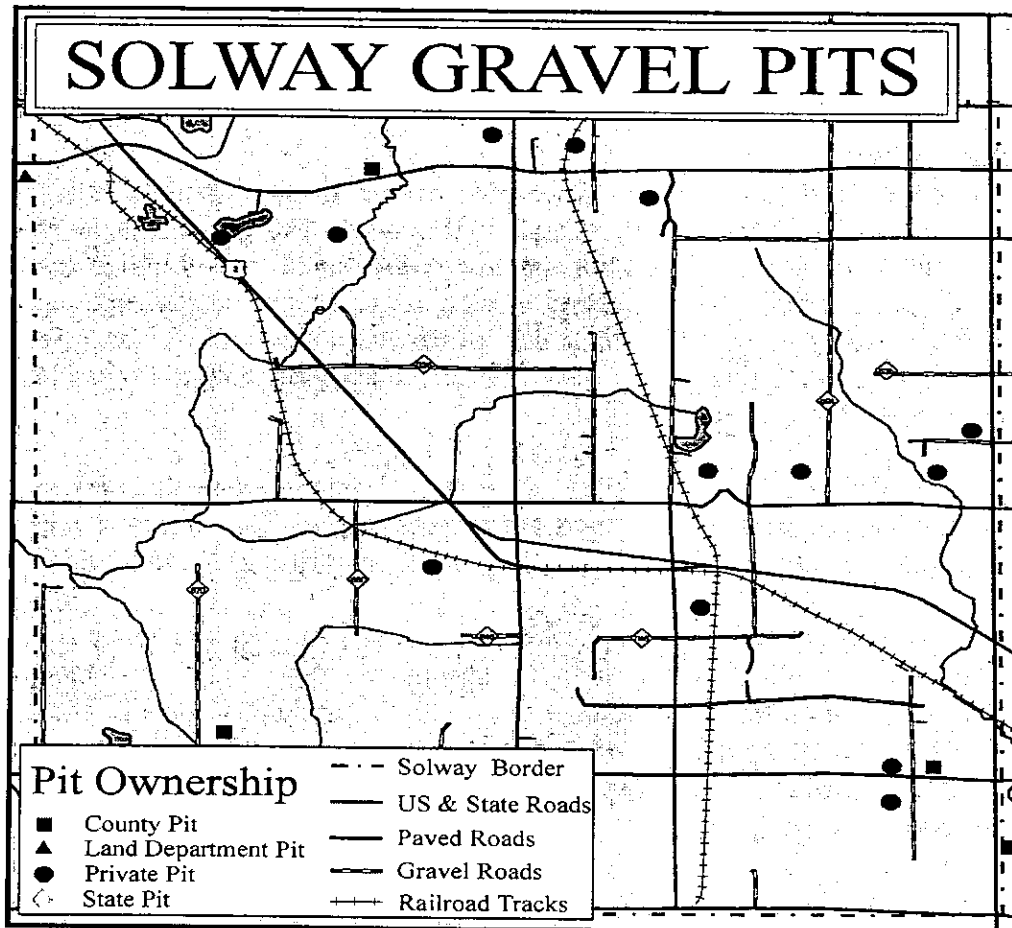 SOLWAY GRAVEL PITS
2
Pit Ownership
County Pit
Land Department Pit
Private Pit
State Pit
Solway Border
US & State Roads
Paved Roads
Gravel Roads
Railroad Tracks